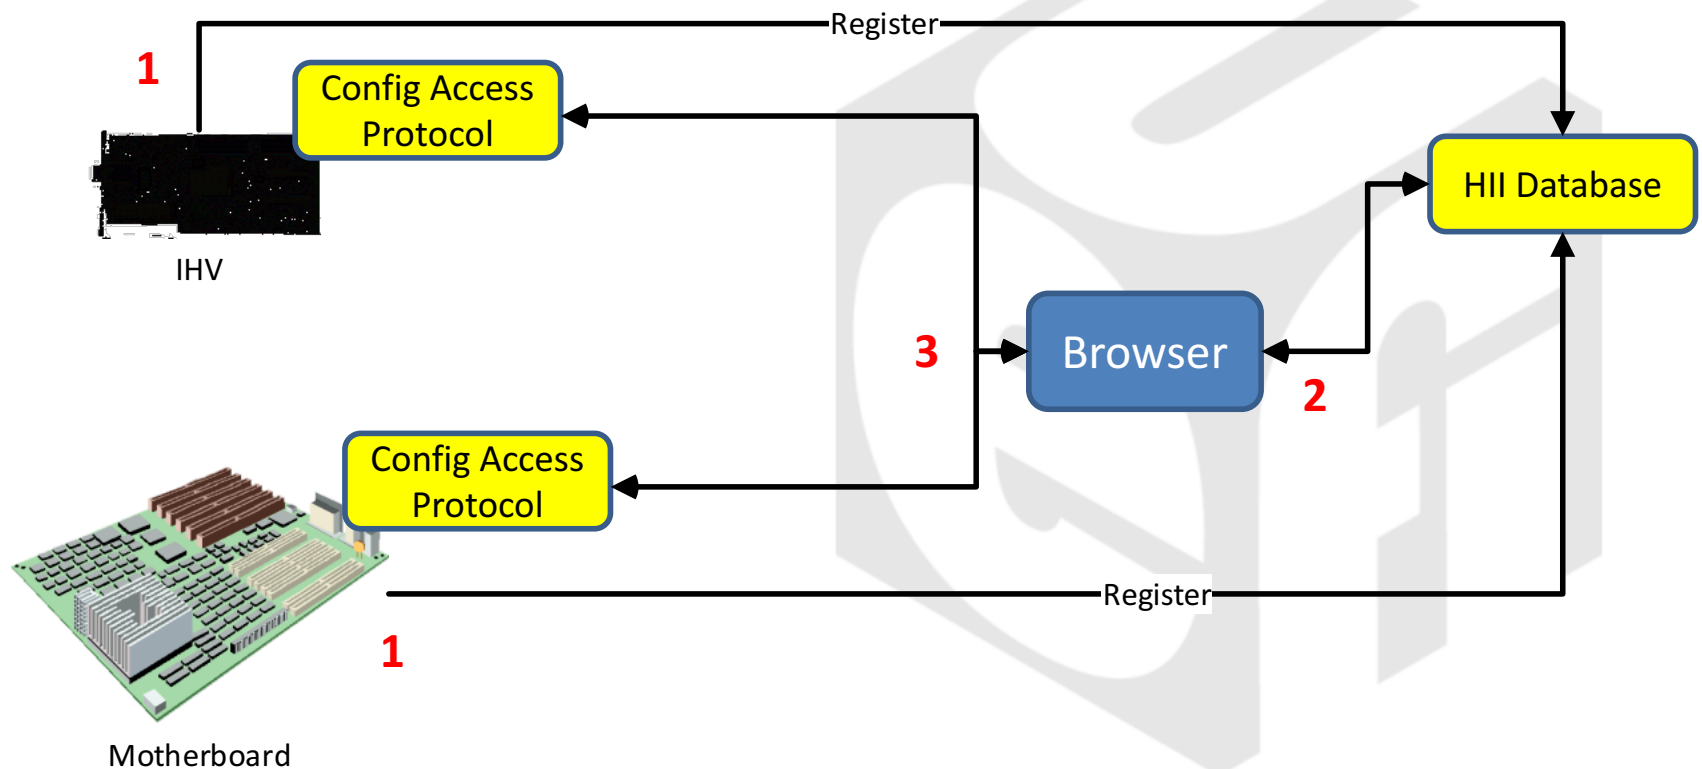 Register
1
Config Access
Protocol
HII Database
IHV
3
Browser
2
Config Access
Protocol
Register
1
Motherboard